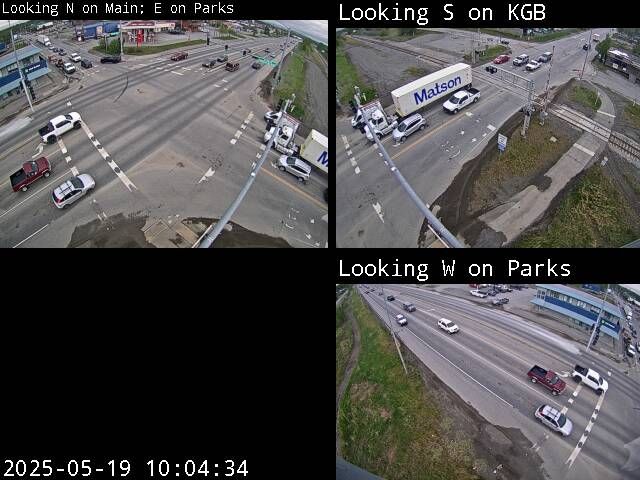 Looking N on Main; E on Parks
Looking S on KGB
Matson
M
Looking W on Parks
2025-05-19 10:04:34